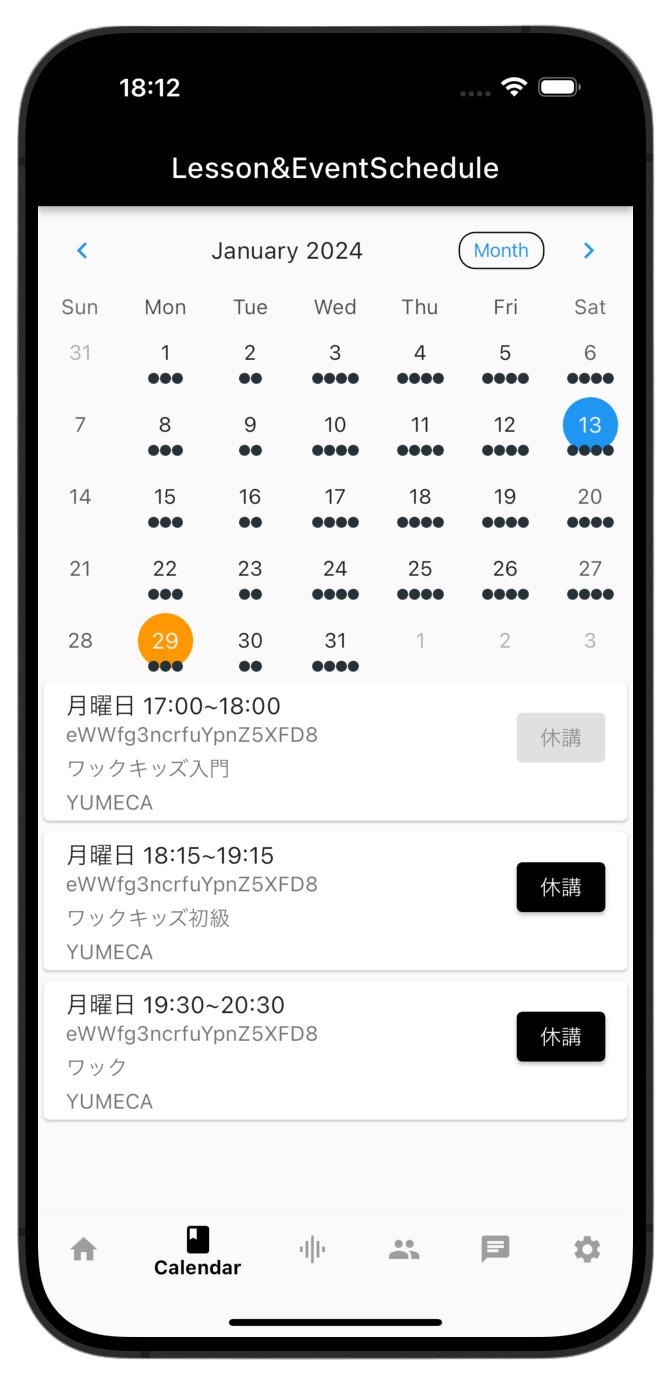 18:12
Lesson&EventSchedule
January 2024 Month
Sun Mon Tue Wed Thu Fri Sat
31 1 2 3 4 5 6
7 8 9 10 11 12 13
14 15 16 17 18 19 20
21 22 23 24 25 26 27
28 29 30 31 1 2 3
月曜日 17:00~18:00
eWWfg3ncrfuYpnZ5XFD8
休講
ワックキッズ入門
YUMECA
月曜日 18:15~19:15
eWWfg3ncrfuYpnZ5XFD8
休講
ワックキッズ初級
YUMECA
月曜日 19:30~20:30
eWWfg3ncrfuYpnZ5XFD8
休講
ワック
YUMECA
Calendar